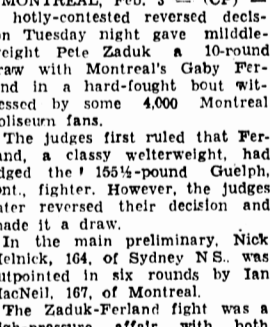 MONTREAL, Feb. 3 — (CP) —
hotly-contested reversed decis-
on Tuesday night gave milddle-
eight Pete Zaduk a 10-round
raw with Montreal's Gaby Fer-
nd in a hard-fought bout wit-
essed by some 4,000 Montreal
oliseum fans.
The judges first ruled that Fer-
and, a classy welterweight, had
dged the 155½-pound Guelph,
nt., fighter. However, the judges
ater reversed their decision and
ade it a draw.
In the main preliminary, Nick
elnick, 164, of Sydney N.S., was
utpointed in six rounds by Ian
acNeil, 167, of Montreal.
The Zaduk-Ferland fight was a
affair with both